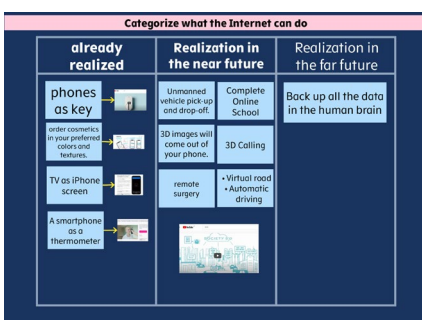 Categorize what the Internet can do
already
realized
phones
as key
order cosmetics
in your preferred
colors and
textures.
TV as iPhone
screen
A smartphone
as a
thermometer
Realization in
the near future
Unmanned
vehicle pick-up
and drop-off.
Complete
Online
School
3D images will
come out of
your phone.
3D Calling
remote
surgery
• Virtual road
• Automatic
driving
Realization in
the far future
Back up all the data
in the human brain